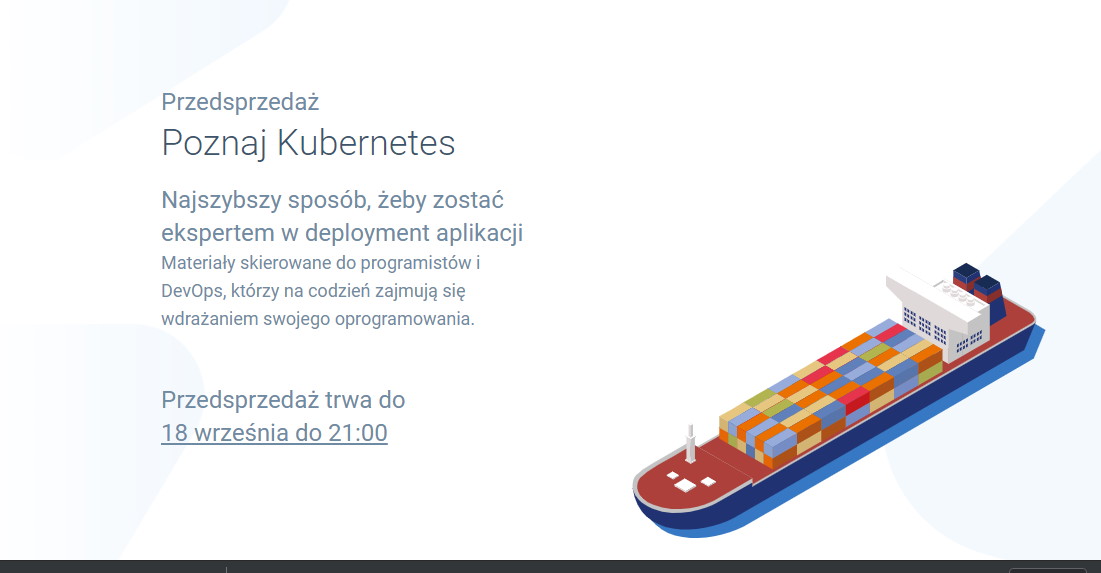 Przedsprzedaż
Poznaj Kubernetes
Najszybszy sposób, żeby zostać
ekspertem w deployment aplikacji
Materiały skierowane do programistów i
DevOps, którzy na codzień zajmują się
wdrażaniem swojego oprogramowania.
Przedsprzedaż trwa do
18 września do 21:00